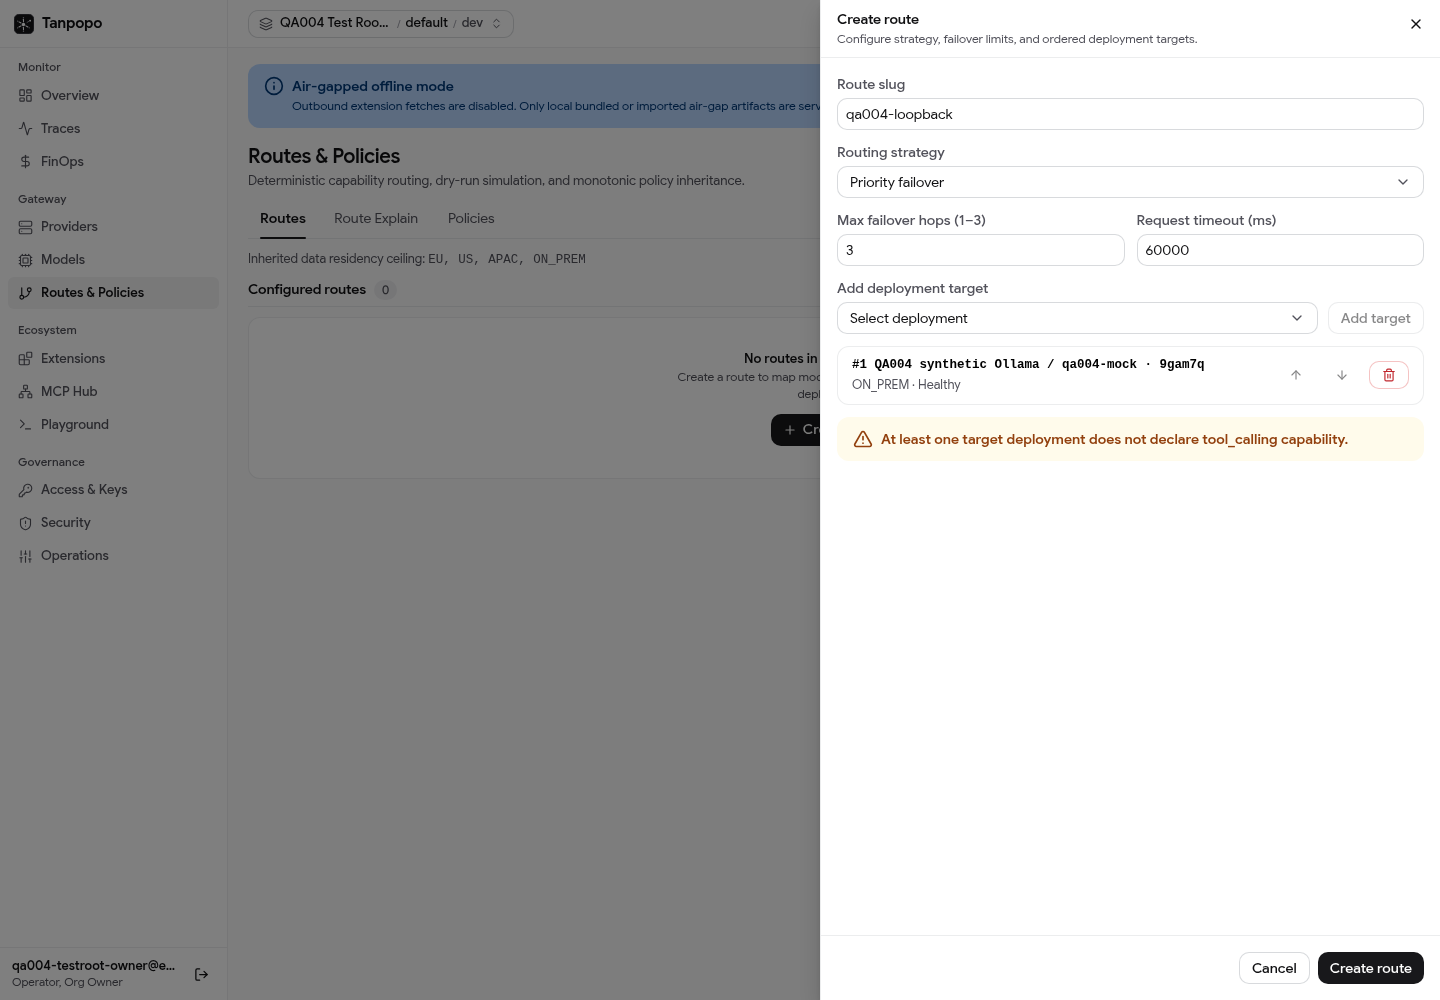 Tanpopo
Monitor
Overview
Traces
FinOps
Gateway
Providers
Models
Routes & Policies
Ecosystem
Extensions
MCP Hub
Playground
Governance
Access & Keys
Security
Operations
qa004-testroot-owner@e...
Operator, Org Owner
QA004 Test Roo... / default / dev
Air-gapped offline mode
Outbound extension fetches are disabled. Only local bundled or imported air-gap artifacts are serv
Routes & Policies
Deterministic capability routing, dry-run simulation, and monotonic policy inheritance.
Routes
Route Explain
Policies
Inherited data residency ceiling: EU, US, APAC, ON_PREM
Configured routes 0
No routes in
Create a route to map mo
depl
Cre
Create route
Configure strategy, failover limits, and ordered deployment targets.
Route slug
qa004-loopback
Routing strategy
Priority failover
Max failover hops (1–3)
3
Request timeout (ms)
60000
Add deployment target
Select deployment
Add target
#1 QA004 synthetic Ollama / qa004-mock · 9gam7q
ON_PREM · Healthy
At least one target deployment does not declare tool_calling capability.
Cancel
Create route